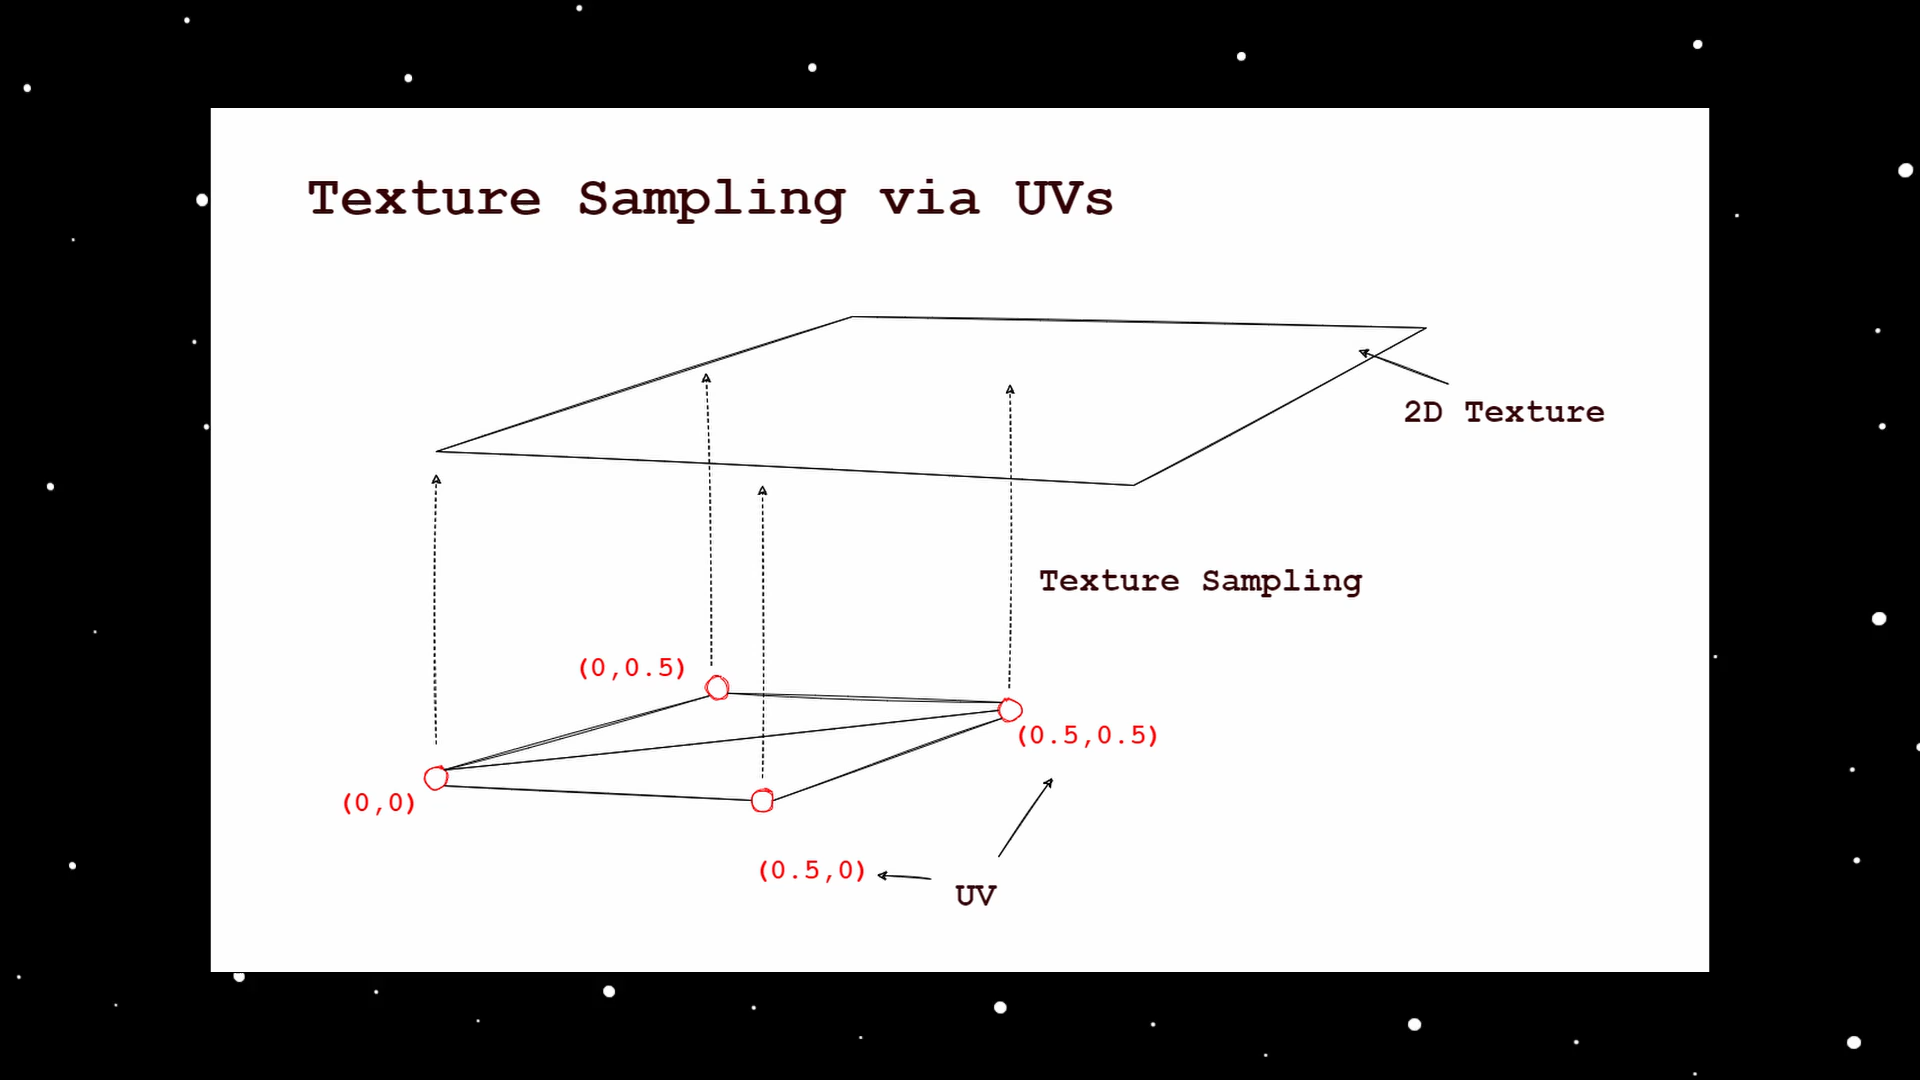 Texture Sampling via UVs
2D Texture
Texture Sampling
(0,0.5)
(0.5,0.5)
(0,0)
(0.5,0)
UV